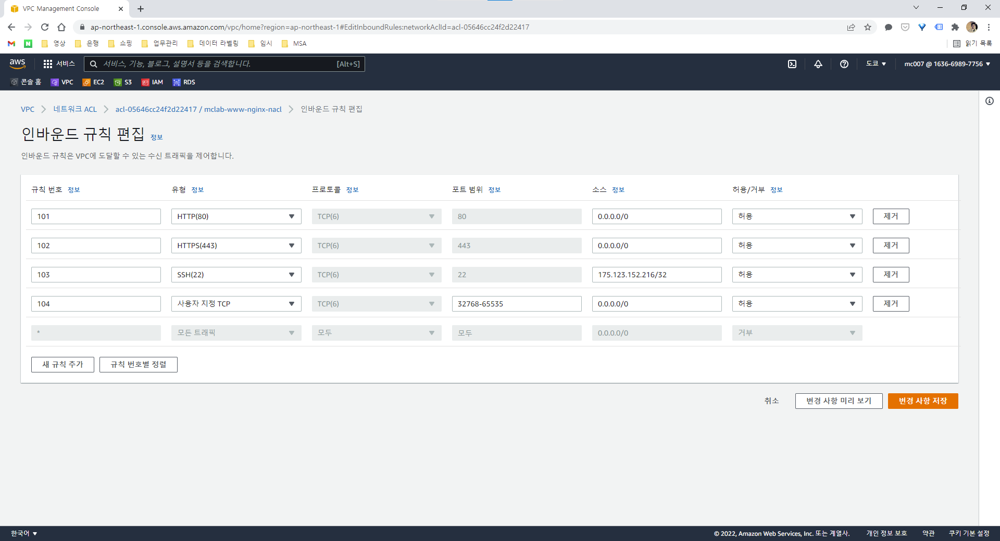 VPC Management Console
ap-northeast-1.console.aws.amazon.com/vpc/home?region=ap-northeast-1#EditInboundRules:networkAclId=acl-05646cc24f2d22417
영상 은행 쇼핑 업무관리 데이터 라벨링 임시 MSA 읽기 목록
aws 서비스 서비스, 기능, 블로그, 설명서 등을 검색합니다. [Alt+S] 도쿄 mc007 @ 1636-6989-7756
콘솔 홈 VPC EC2 S3 IAM RDS
VPC 네트워크 ACL acl-05646cc24f2d22417 / mclab-www-nginx-nacl 인바운드 규칙 편집
인바운드 규칙 편집 정보
인바운드 규칙은 VPC에 도달할 수 있는 수신 트래픽을 제어합니다.
규칙 번호 정보 유형 정보 프로토콜 정보 포트 범위 정보 소스 정보 허용/거부 정보
101 HTTP(80) TCP(6) 80 0.0.0.0/0 허용 제거
102 HTTPS(443) TCP(6) 443 0.0.0.0/0 허용 제거
103 SSH(22) TCP(6) 22 175.123.152.216/32 허용 제거
104 사용자 지정 TCP TCP(6) 32768-65535 0.0.0.0/0 허용 제거
* 모든 트래픽 모두 모두 0.0.0.0/0 거부
새 규칙 추가 규칙 번호별 정렬
취소 변경 사항 미리 보기 변경 사항 저장
한국어 © 2022, Amazon Web Services, Inc. 또는 계열사. 개인 정보 보호 약관 쿠키 기본 설정